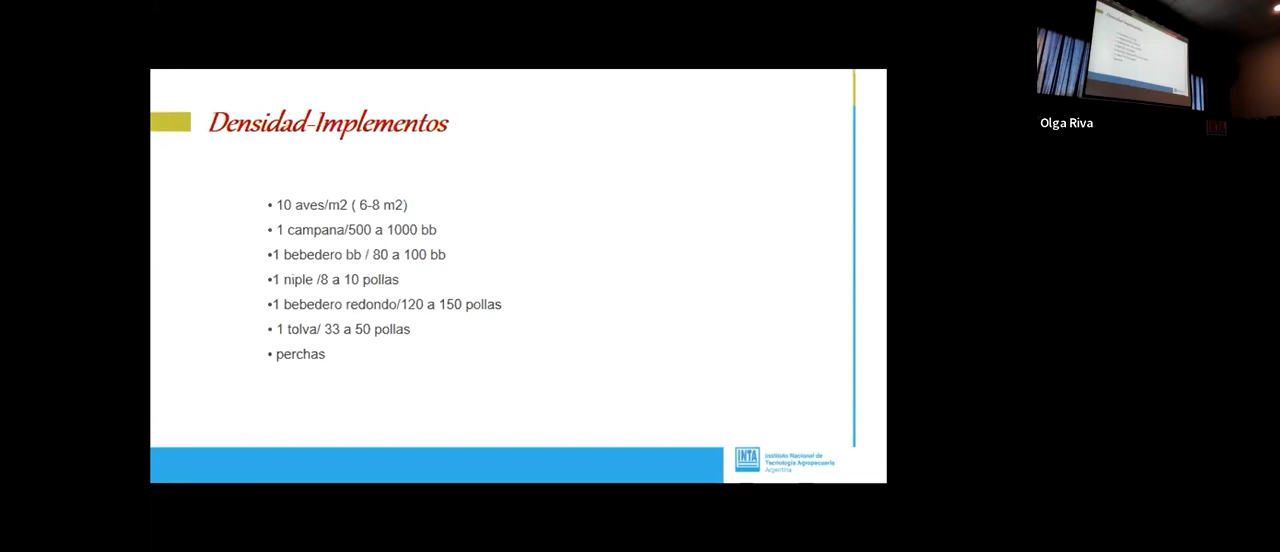 Densidad-Implementos
• 10 aves/m2 ( 6-8 m2)
• 1 campana/500 a 1000 bb
•1 bebedero bb / 80 a 100 bb
•1 niple /8 a 10 pollas
•1 bebedero redondo/120 a 150 pollas
• 1 tolva/ 33 a 50 pollas
• perchas
INTA
Instituto Nacional de
Tecnología Agropecuaria
Argentina
Olga Riva
INTA